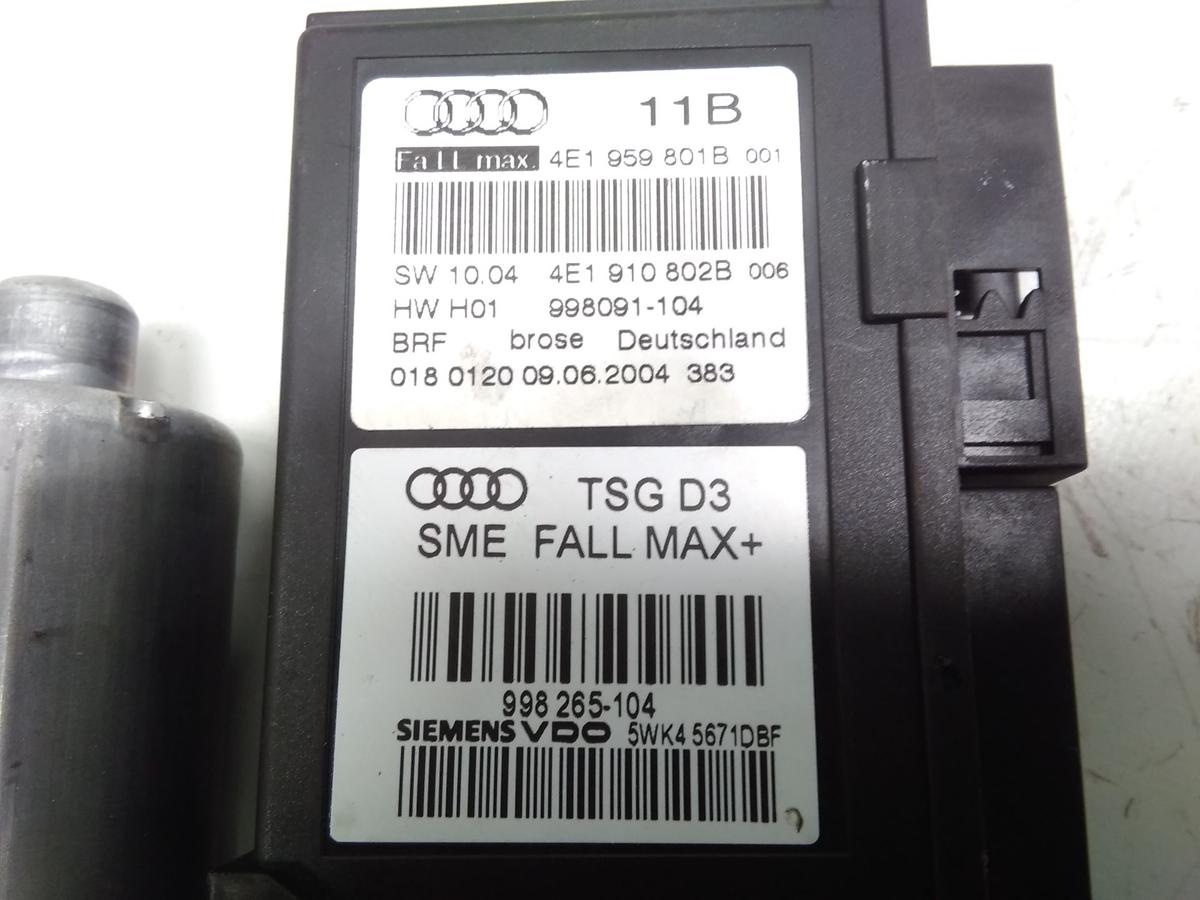 11B
Fall max. 4E1 959 801B 001
SW 10.04 4E1 910 802B 006
HW H01 998091-104
BRF brose Deutschland
018 0120 09.06.2004 383
TSG D3
SME FALL MAX+
998 265-104
SIEMENS VDO 5WK4 5671DBF